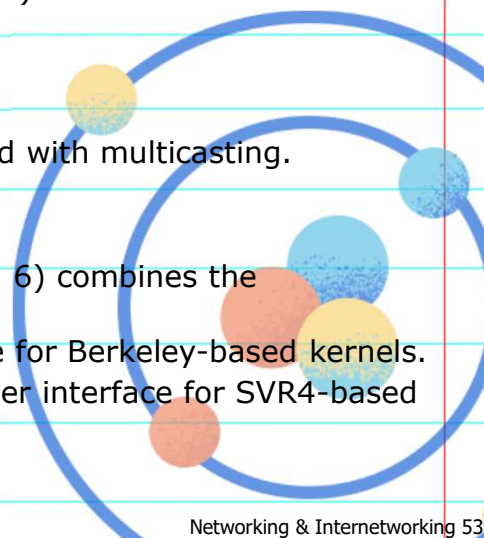 )
d with multicasting.
6) combines the
e for Berkeley-based kernels.
er interface for SVR4-based
Networking & Internetworking 53